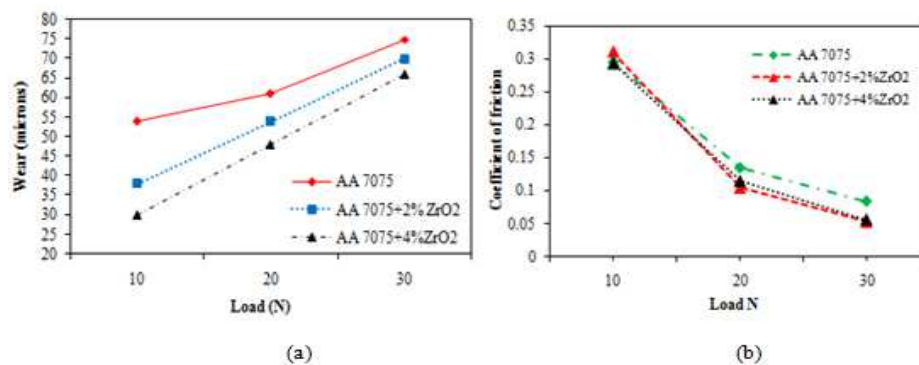 80
75
70
65
60
55
50
45
40
35
30
25
20
Wear (microns)
AA 7075
AA 7075+2% ZrO2
AA 7075+4%ZrO2
10 20 30
Load (N)
(a)
0.35
0.3
0.25
0.2
0.15
0.1
0.05
0
Coefficient of friction
AA 7075
AA 7075+2%ZrO2
AA 7075+4%ZrO2
10 20 30
Load N
(b)